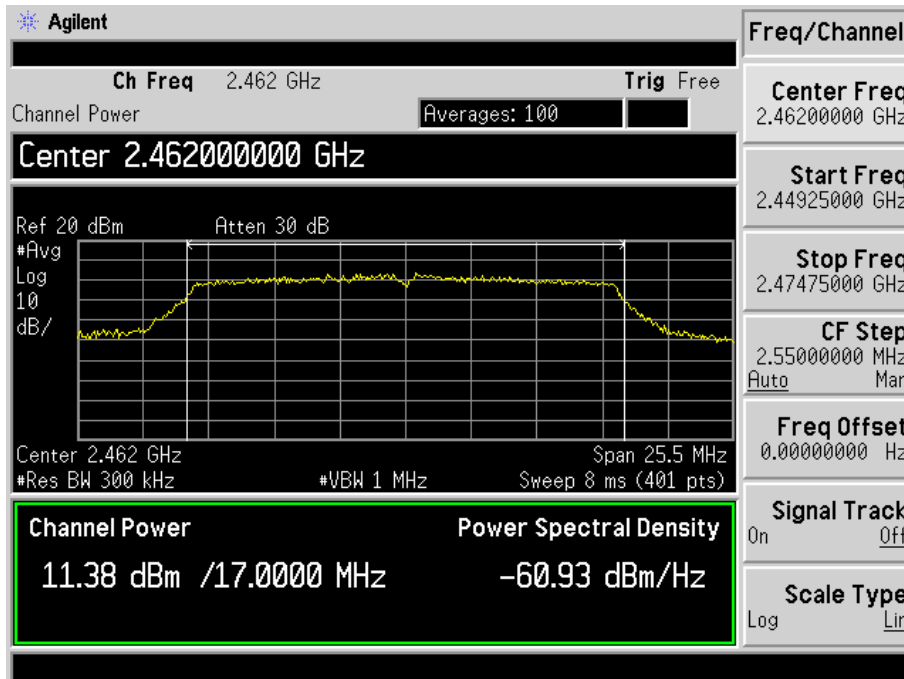 Agilent
Ch Freq 2.462 GHz Trig Free
Channel Power Averages: 100
Center 2.462000000 GHz
Ref 20 dBm Atten 30 dB
#Avg
Log
10
dB/
Center 2.462 GHz Span 25.5 MHz
#Res BW 300 kHz #VBW 1 MHz Sweep 8 ms (401 pts)
Channel Power Power Spectral Density
11.38 dBm /17.0000 MHz -60.93 dBm/Hz
Freq/Channel
Center Freq
2.46200000 GHz
Start Freq
2.44925000 GHz
Stop Freq
2.47475000 GHz
CF Step
2.55000000 MHz
Auto Man
Freq Offset
0.00000000 Hz
Signal Track
On Off
Scale Type
Log Lin